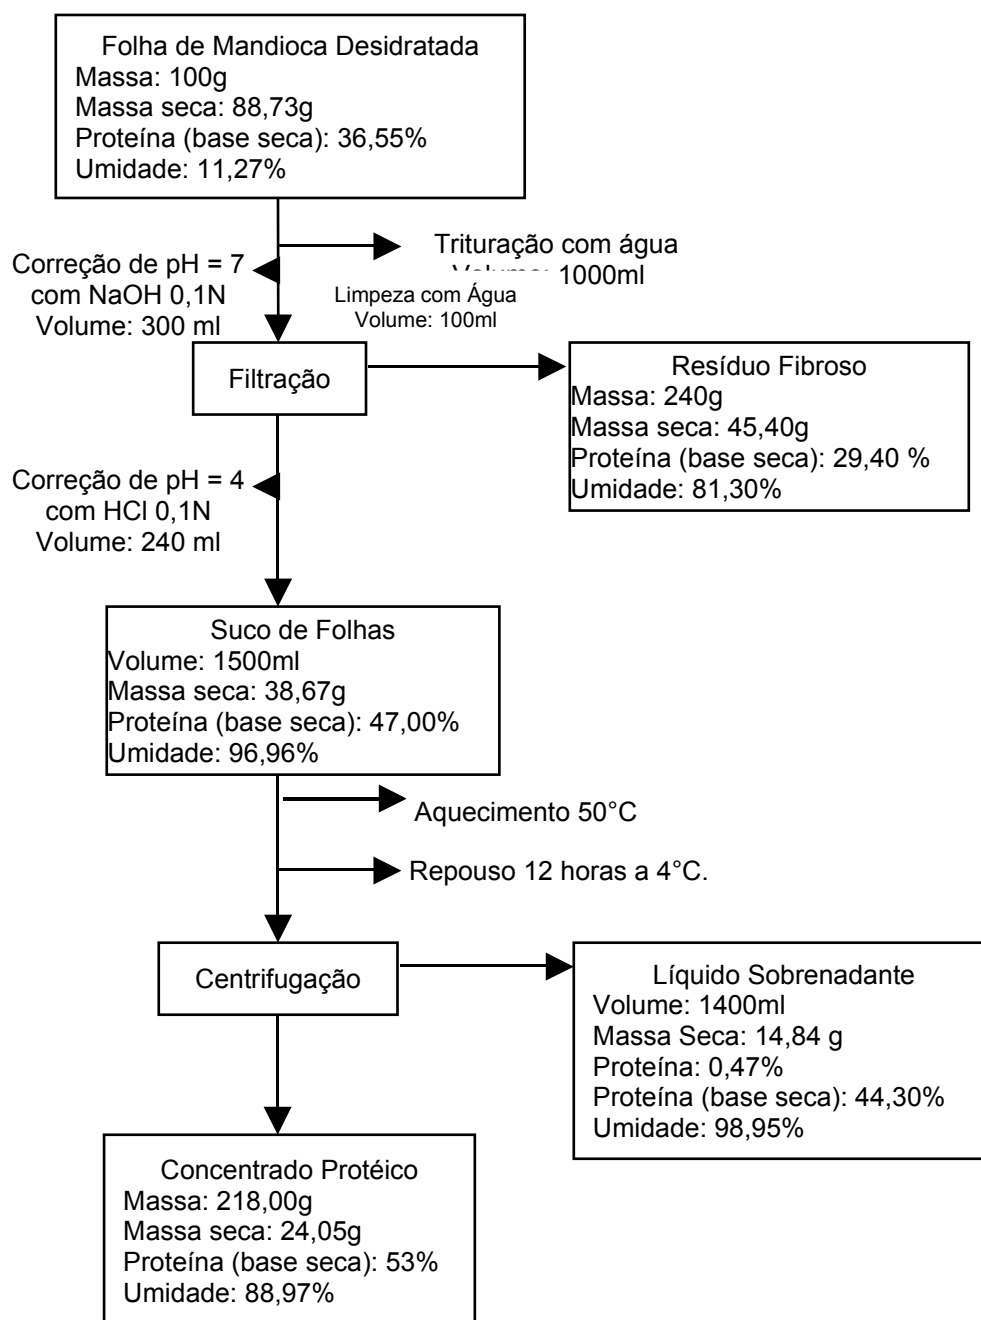 Folha de Mandioca Desidratada
Massa: 100g
Massa seca: 88,73g
Proteína (base seca): 36,55%
Umidade: 11,27%
Trituração com água
1000ml
Correção de pH = 7
com NaOH 0,1N
Volume: 300 ml
Limpeza com Água
Volume: 100ml
Filtração
Resíduo Fibroso
Massa: 240g
Massa seca: 45,40g
Proteína (base seca): 29,40 %
Umidade: 81,30%
Correção de pH = 4
com HCl 0,1N
Volume: 240 ml
Suco de Folhas
Volume: 1500ml
Massa seca: 38,67g
Proteína (base seca): 47,00%
Umidade: 96,96%
Aquecimento 50°C
Repouso 12 horas a 4°C.
Centrifugação
Líquido Sobrenadante
Volume: 1400ml
Massa Seca: 14,84 g
Proteína: 0,47%
Proteína (base seca): 44,30%
Umidade: 98,95%
Concentrado Protéico
Massa: 218,00g
Massa seca: 24,05g
Proteína (base seca): 53%
Umidade: 88,97%